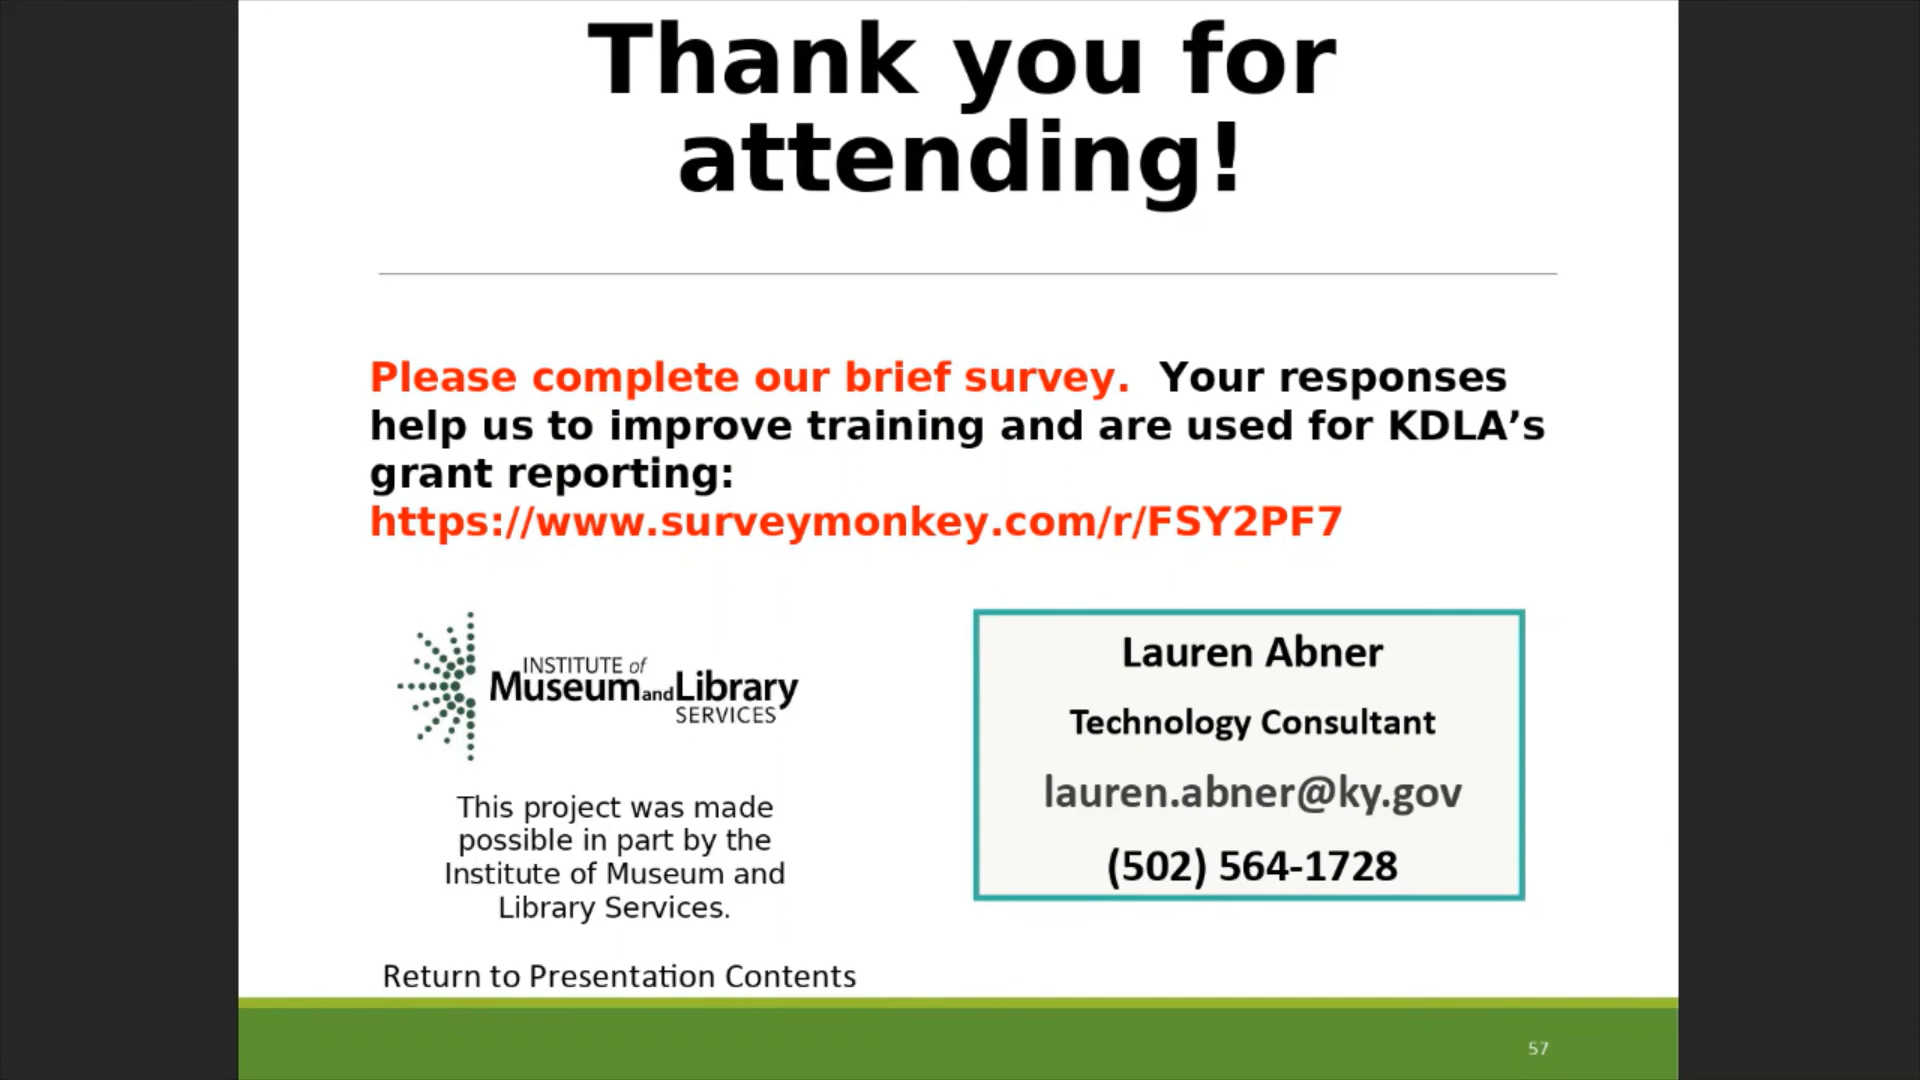 Thank you for
attending!
Please complete our brief survey.  Your responses
help us to improve training and are used for KDLA’s
grant reporting:
https://www.surveymonkey.com/r/FSY2PF7
INSTITUTE of
MuseumandLibrary
SERVICES
This project was made
possible in part by the
Institute of Museum and
Library Services.
Lauren Abner
Technology Consultant
lauren.abner@ky.gov
(502) 564-1728
Return to Presentation Contents
57